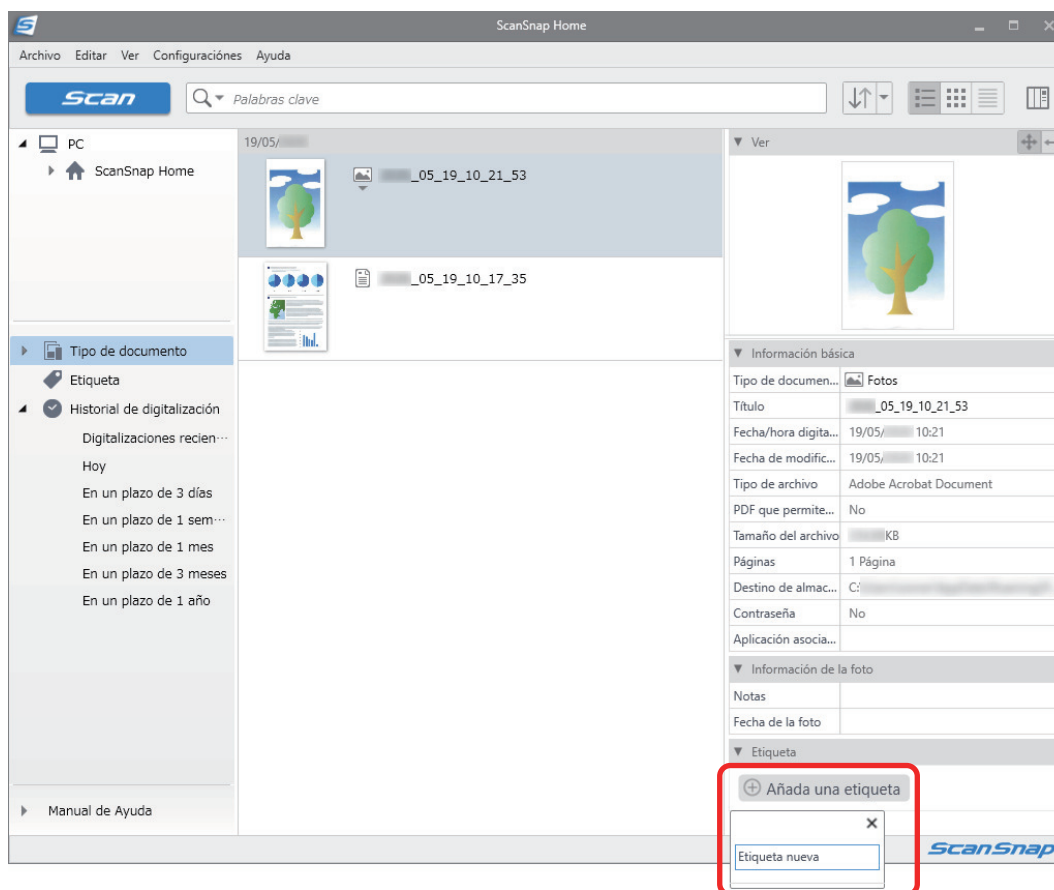 ScanSnap Home
Archivo Editar Ver Configuraciónes Ayuda
Scan
Palabras clave
PC
ScanSnap Home
Tipo de documento
Etiqueta
Historial de digitalización
Digitalizaciones recien···
Hoy
En un plazo de 3 días
En un plazo de 1 sem···
En un plazo de 1 mes
En un plazo de 3 meses
En un plazo de 1 año
Manual de Ayuda
19/05/
_05_19_10_21_53
_05_19_10_17_35
Ver
Información básica
Tipo de documen... Fotos
Título _05_19_10_21_53
Fecha/hora digita... 19/05/ 10:21
Fecha de modific... 19/05/ 10:21
Tipo de archivo Adobe Acrobat Document
PDF que permite... No
Tamaño del archivo KB
Páginas 1 Página
Destino de almac... C:
Contraseña No
Aplicación asocia...
Información de la foto
Notas
Fecha de la foto
Etiqueta
Añada una etiqueta
Etiqueta nueva
ScanSnap